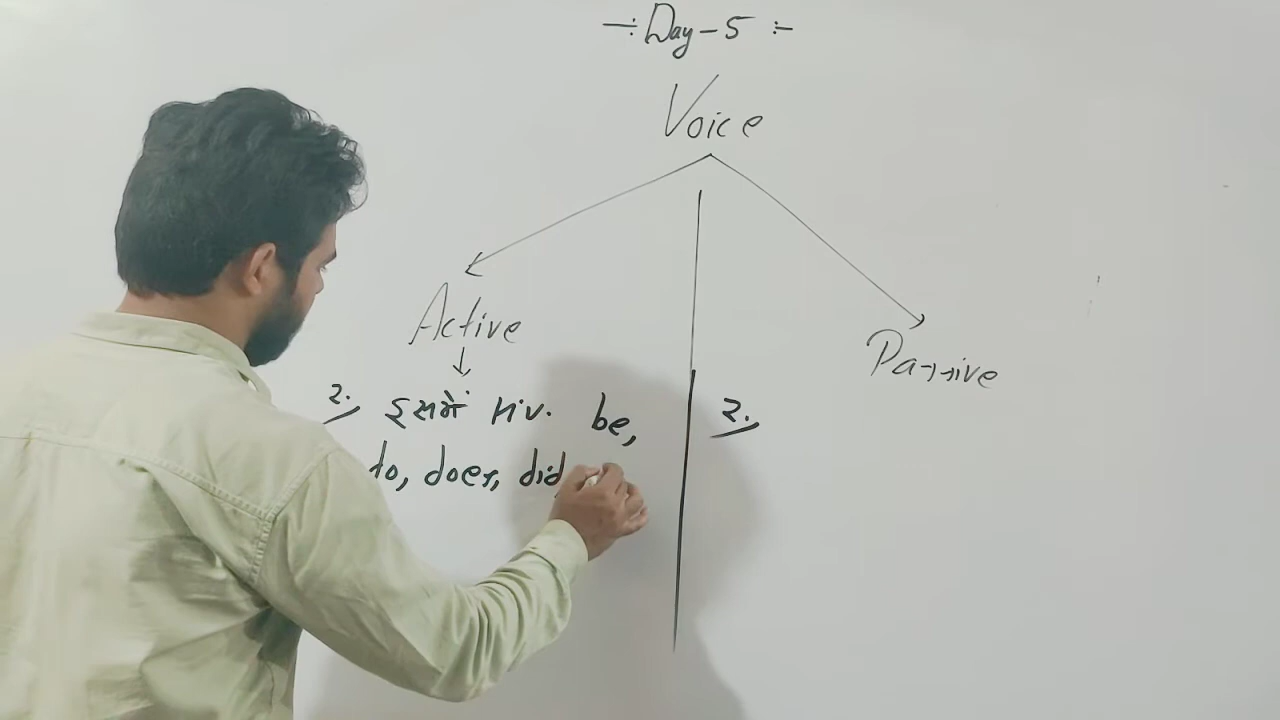 -: Day - 5 :-
Voice
Active
Passive
2. इसमें do, does, did,
be,
2.